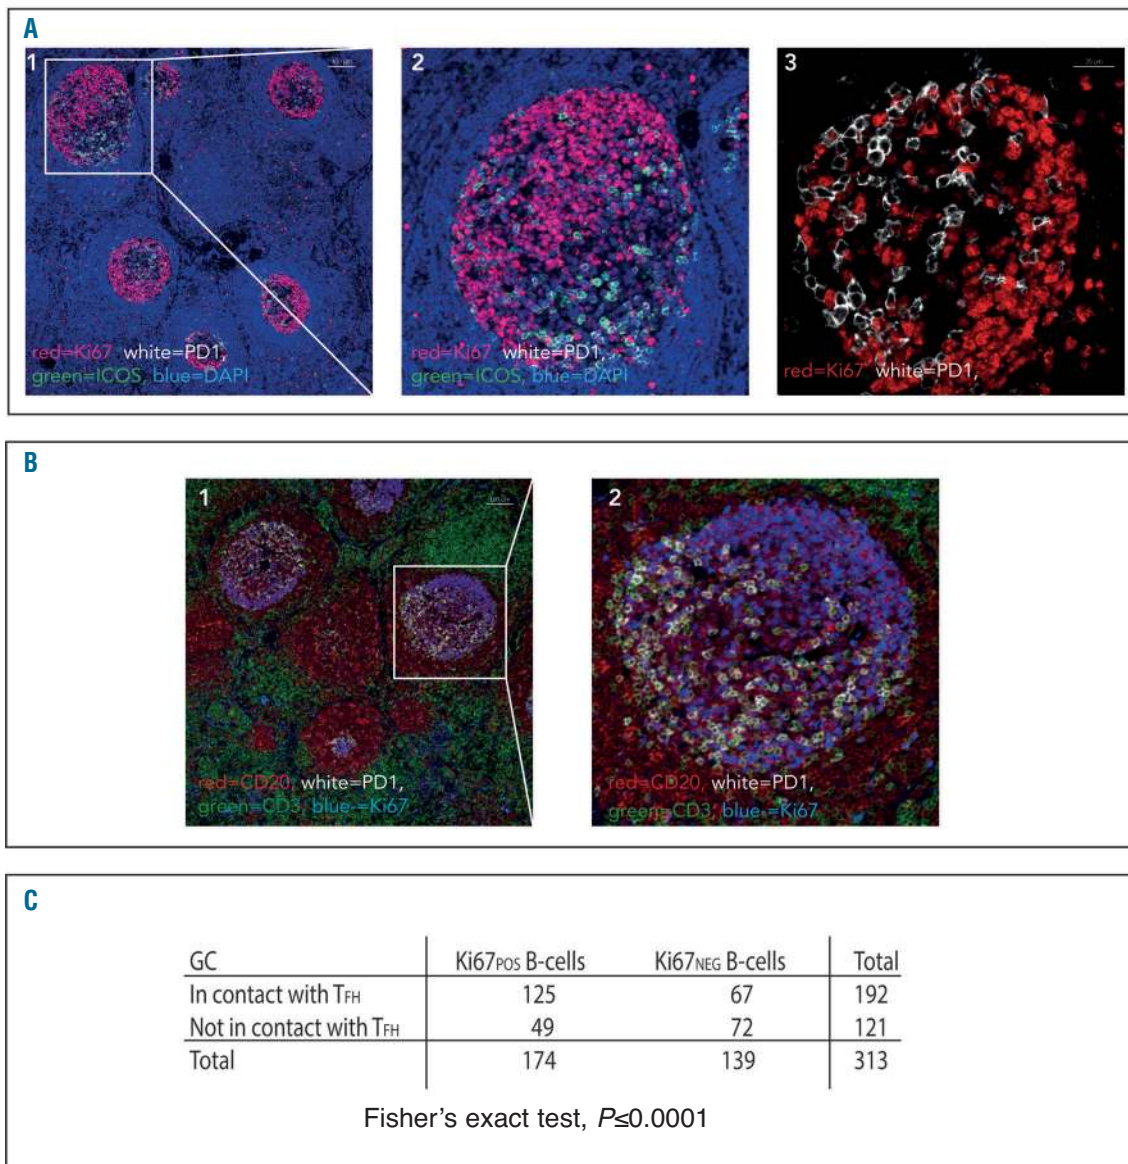 A
1
2
3
20 µm
red=Ki67, white=PD1,
green=ICOS, blue=DAPI
red=Ki67, white=PD1,
green=ICOS, blue=DAPI
red=Ki67, white=PD1,
B
1
2
red=CD20, white=PD1,
green=CD3, blue-=Ki67
red=CD20, white=PD1,
green=CD3, blue-=Ki67
C
GC Ki67POS B-cells Ki67NEG B-cells Total
In contact with TFH 125 67 192
Not in contact with TFH 49 72 121
Total 174 139 313
Fisher's exact test, P≤0.0001